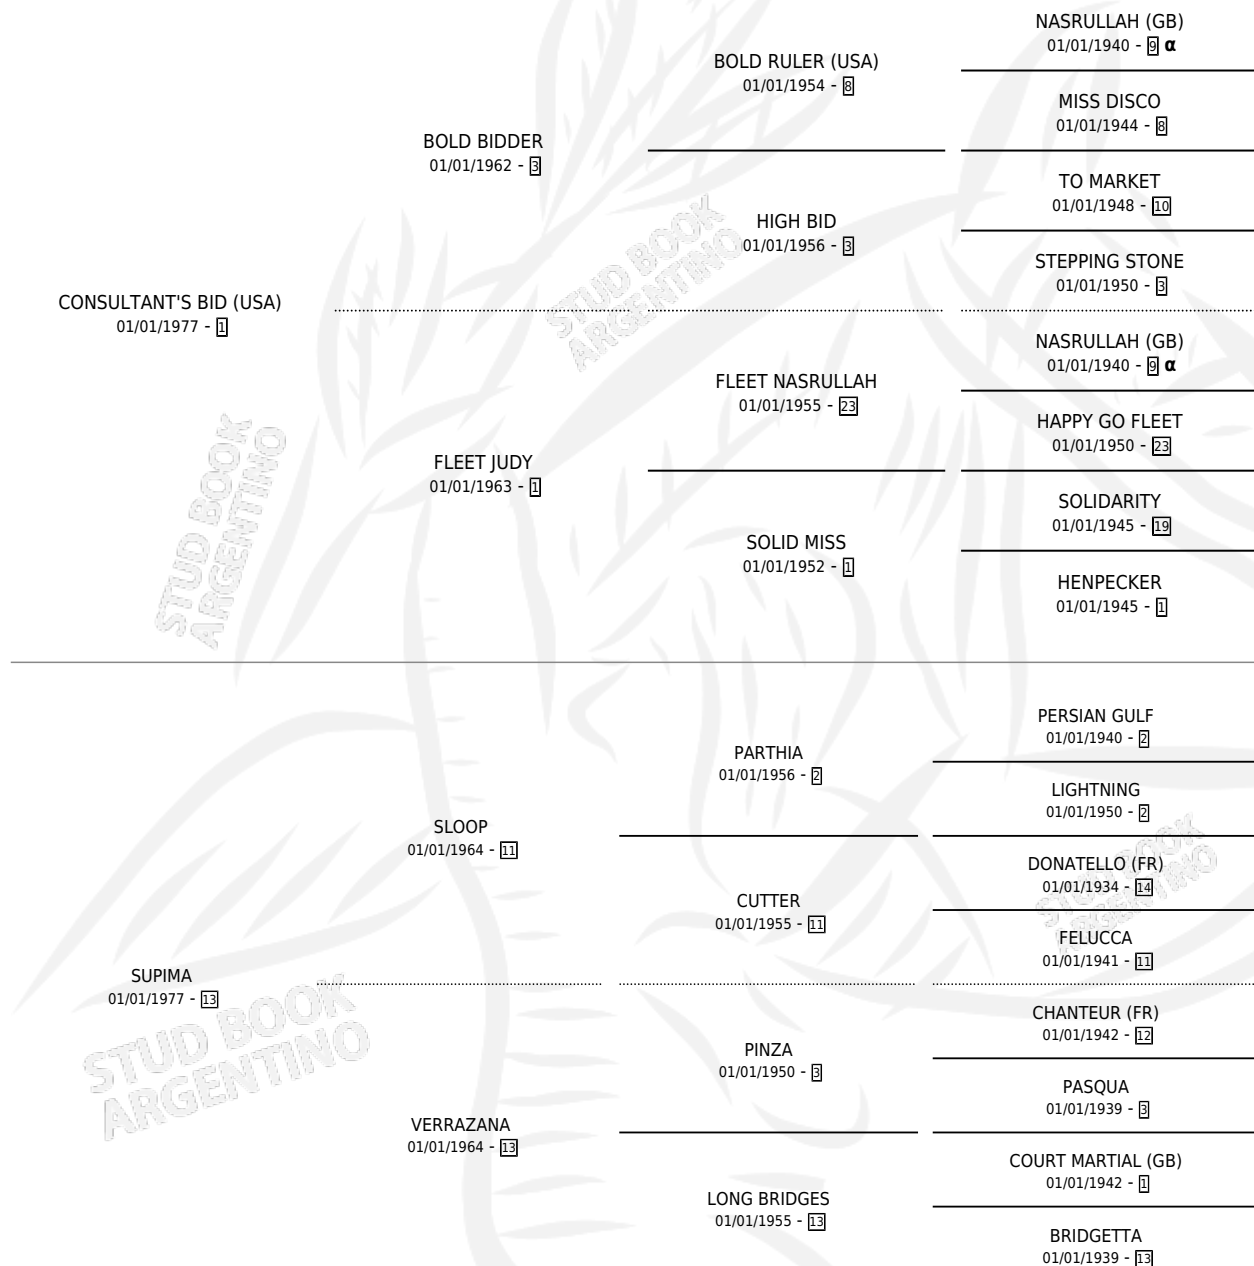 NASRULLAH (GB)
01/01/1940 - 9 α
BOLD RULER (USA)
01/01/1954 - 8
MISS DISCO
01/01/1944 - 8
BOLD BIDDER
01/01/1962 - 3
TO MARKET
01/01/1948 - 10
HIGH BID
01/01/1956 - 3
STEPPING STONE
01/01/1950 - 3
CONSULTANT'S BID (USA)
01/01/1977 - 1
NASRULLAH (GB)
01/01/1940 - 9 α
FLEET NASRULLAH
01/01/1955 - 23
HAPPY GO FLEET
01/01/1950 - 23
FLEET JUDY
01/01/1963 - 1
SOLIDARITY
01/01/1945 - 19
SOLID MISS
01/01/1952 - 1
HENPECKER
01/01/1945 - 1
PERSIAN GULF
01/01/1940 - 2
PARTHIA
01/01/1956 - 2
LIGHTNING
01/01/1950 - 2
SLOOP
01/01/1964 - 11
DONATELLO (FR)
01/01/1934 - 14
CUTTER
01/01/1955 - 11
FELUCCA
01/01/1941 - 11
SUPIMA
01/01/1977 - 13
CHANTEUR (FR)
01/01/1942 - 12
PINZA
01/01/1950 - 3
PASQUA
01/01/1939 - 3
VERRAZANA
01/01/1964 - 13
COURT MARTIAL (GB)
01/01/1942 - 1
LONG BRIDGES
01/01/1955 - 13
BRIDGETTA
01/01/1939 - 13
STUD BOOK
ARGENTINO
STUD BOOK
ARGENTINO
STUD BOOK
ARGENTINO
STUD BOOK
ARGENTINO